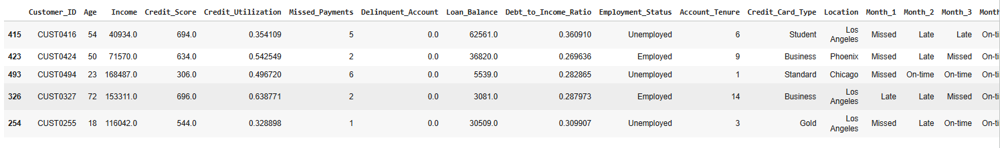 Customer_ID Age Income Credit_Score Credit_Utilization Missed_Payments Delinquent_Account Loan_Balance Debt_to_Income_Ratio Employment_Status Account_Tenure Credit_Card_Type Location Month_1 Month_2 Month_3 Mont
415 CUST0416 54 40934.0 694.0 0.354109 5 0.0 62561.0 0.360910 Unemployed 6 Student Los Angeles Missed Late Late On-ti
423 CUST0424 50 71570.0 634.0 0.542549 2 0.0 36820.0 0.269636 Employed 9 Business Phoenix Missed Late Missed On-ti
493 CUST0494 23 168487.0 306.0 0.496720 6 0.0 5539.0 0.282865 Unemployed 1 Standard Chicago Missed On-time On-time On-ti
326 CUST0327 72 153311.0 696.0 0.638771 2 0.0 3081.0 0.287973 Employed 14 Business Los Angeles Late Late Missed On-ti
254 CUST0255 18 116042.0 544.0 0.328898 1 0.0 30509.0 0.309907 Unemployed 3 Gold Los Angeles Missed Late On-time On-ti